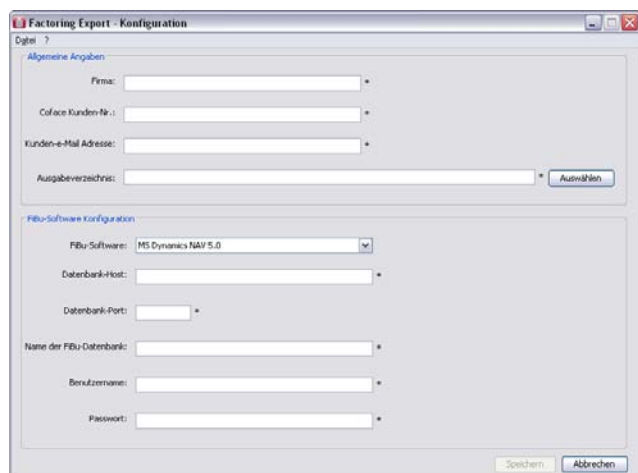 Factoring Export - Konfiguration
Datei ?
Allgemeine Angaben
Firma: *
Coface Kunden-Nr.: *
Kunden-e-Mail Adresse: *
Ausgabeverzeichnis: * Auswählen
FiBu-Software Konfiguration
FiBu-Software: MS Dynamics NAV 5.0
Datenbank-Host: *
Datenbank-Port: *
Name der FiBu-Datenbank: *
Benutzername: *
Passwort: *
Speichern Abbrechen